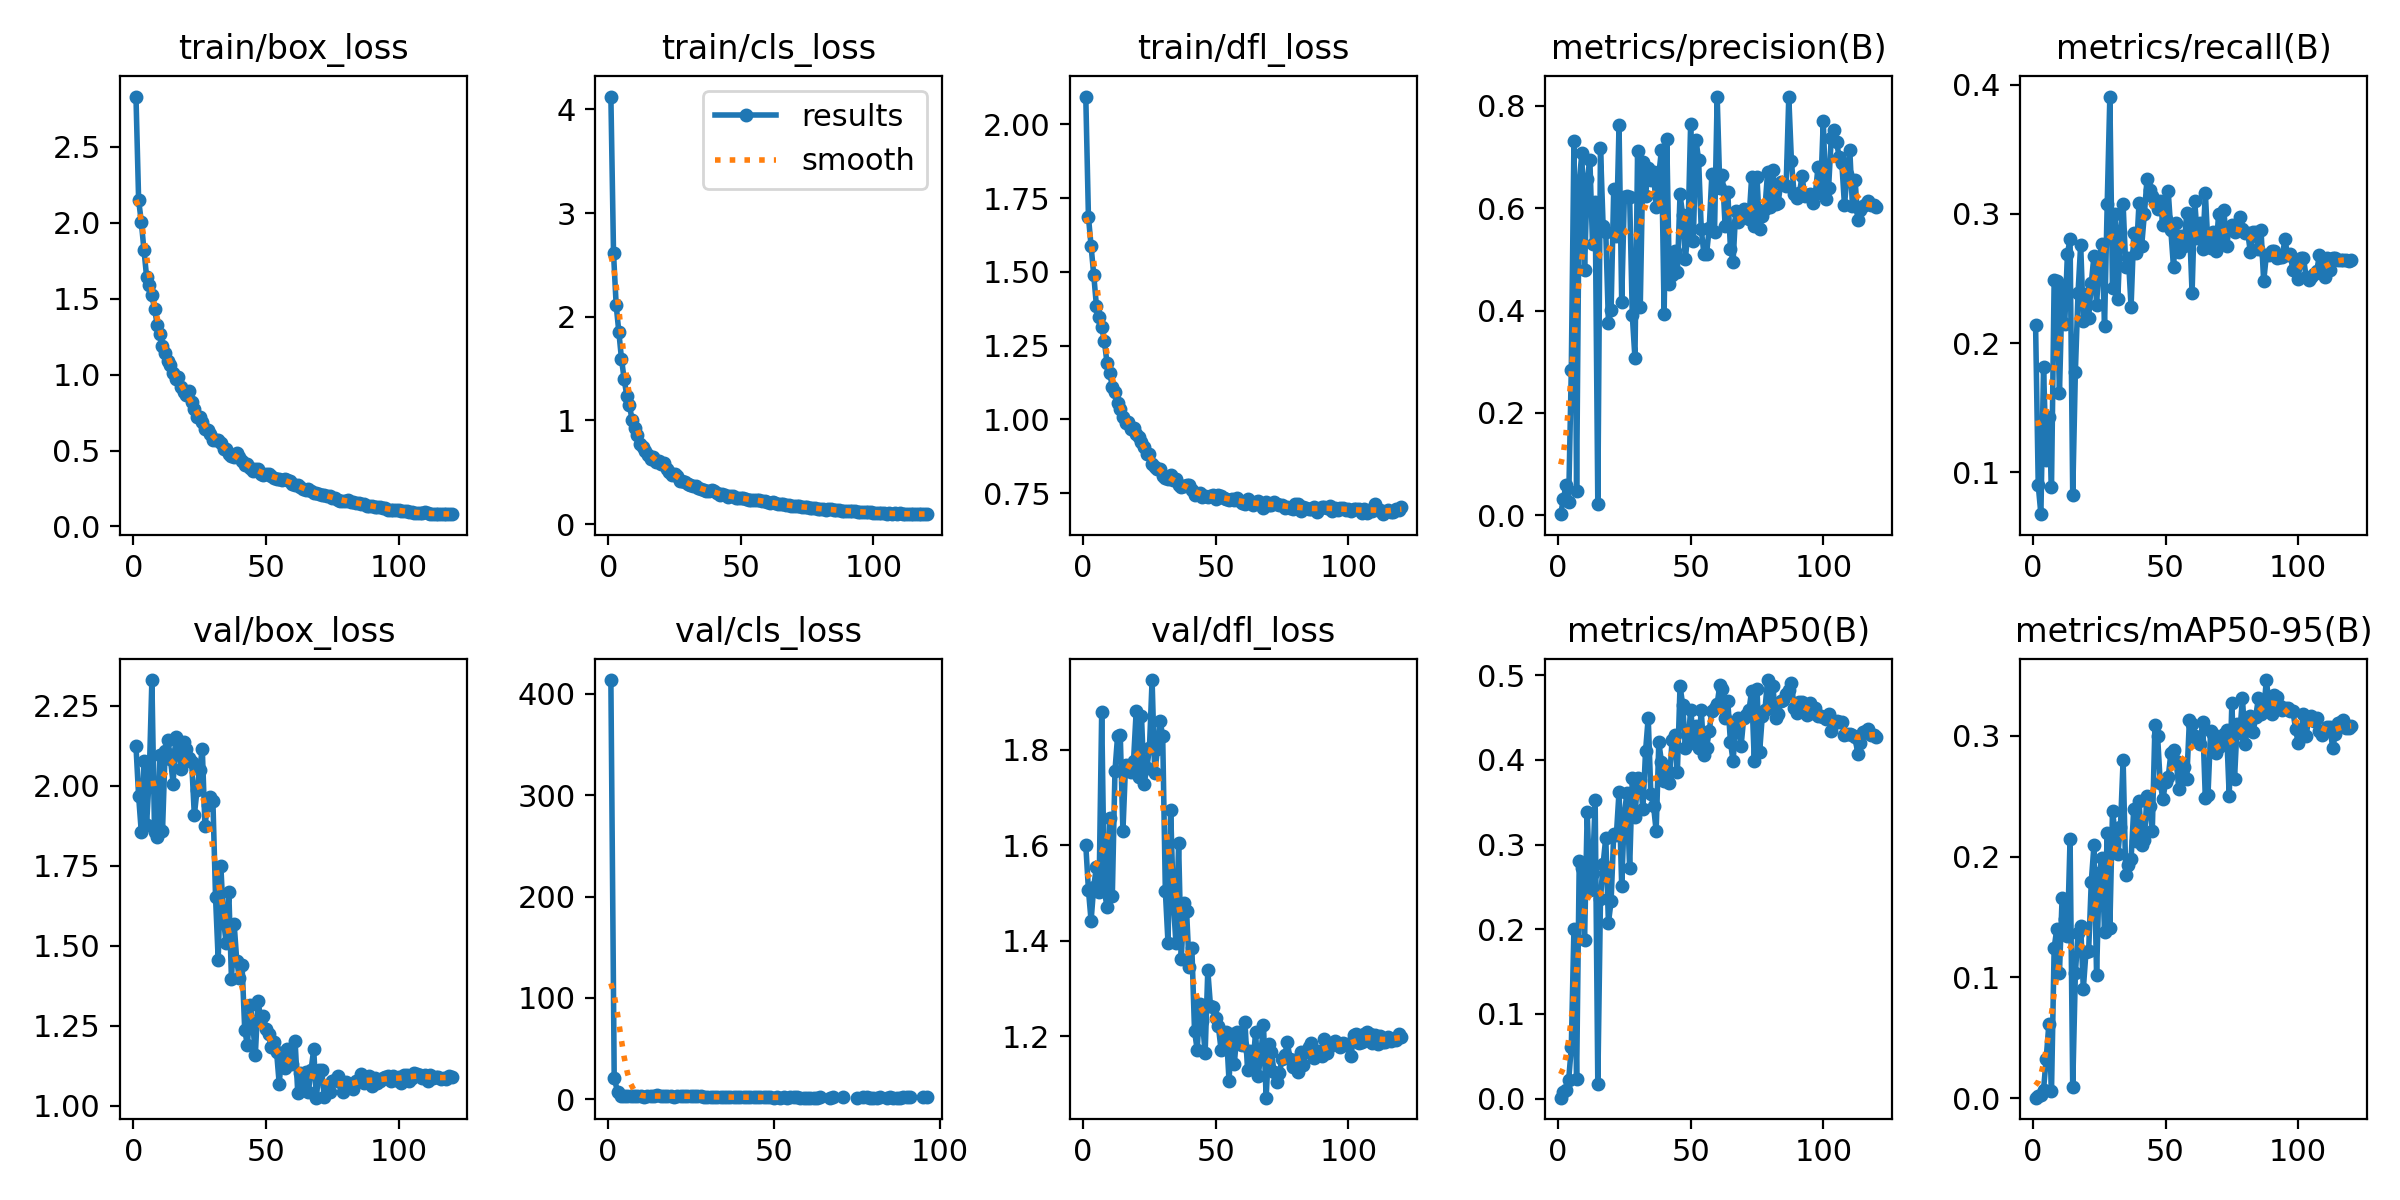 train/box_loss
train/cls_loss
train/dfl_loss
metrics/precision(B)
metrics/recall(B)
2.5
2.0
1.5
1.0
0.5
0.0
0 50 100
4
3
2
1
0
0 50 100
results
smooth
2.00
1.75
1.50
1.25
1.00
0.75
0 50 100
0.8
0.6
0.4
0.2
0.0
0 50 100
0.4
0.3
0.2
0.1
0 50 100
val/box_loss
val/cls_loss
val/dfl_loss
metrics/mAP50(B)
metrics/mAP50-95(B)
2.25
2.00
1.75
1.50
1.25
1.00
0 50 100
400
300
200
100
0
0 50 100
1.8
1.6
1.4
1.2
0 50 100
0.5
0.4
0.3
0.2
0.1
0.0
0 50 100
0.3
0.2
0.1
0.0
0 50 100